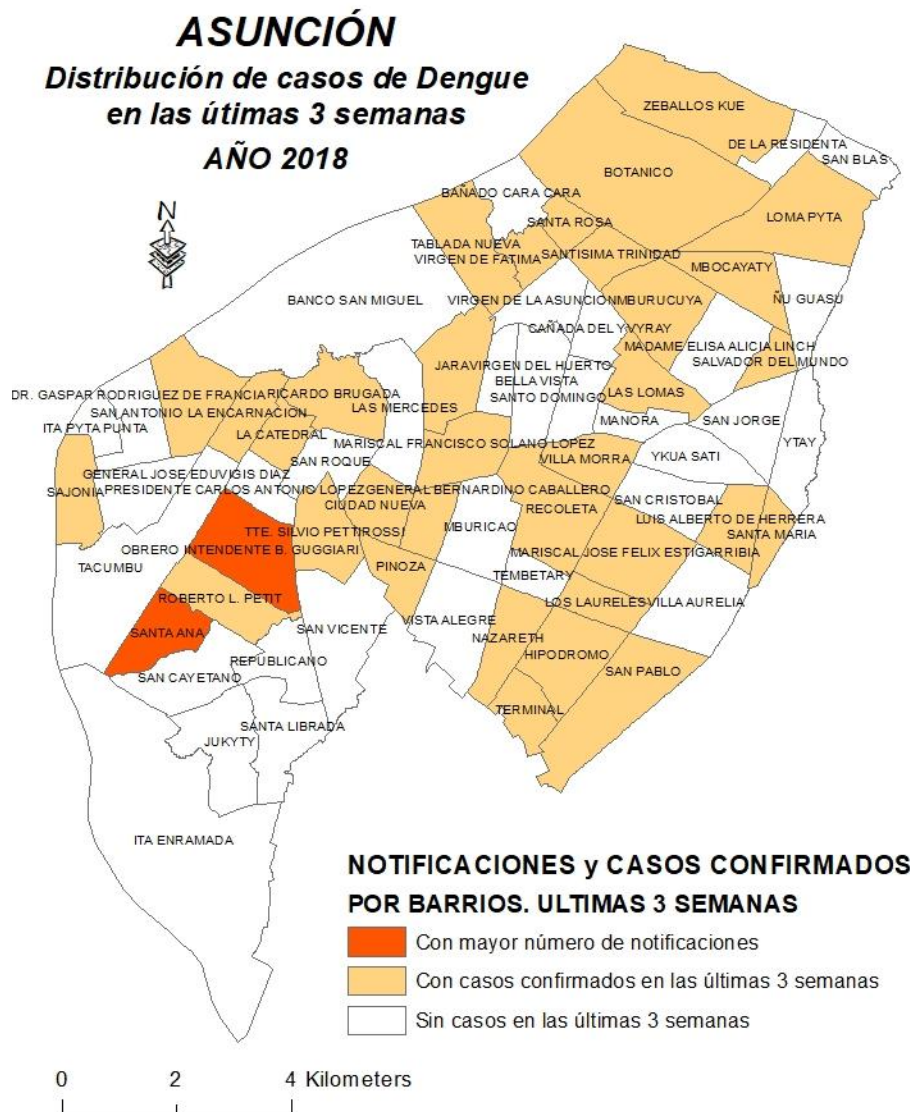 ASUNCIÓN
Distribución de casos de Dengue
en las útimas 3 semanas
AÑO 2018
N
ZEBALLOS KUE
DE LA RESIDENTA
SAN BLAS
BOTANICO
BAÑADO CARA CARA
SANTA ROSA
LOMA PYTA
TABLADA NUEVA
SANTISIMA TRINIDAD
VIRGEN DE FATIMA
MBOCAYATY
BANCO SAN MIGUEL
VIRGEN DE LA ASUNCION
MBURUCUYA
ÑU GUASU
CAÑADA DEL YVYRAY
MADAME ELISA ALICIA LINCH
JARA
VIRGEN DEL HUERTO
SALVADOR DEL MUNDO
BELLA VISTA
DR. GASPAR RODRIGUEZ DE FRANCIA
RICARDO BRUGADA
SANTO DOMINGO
LAS LOMAS
SAN ANTONIO
LA ENCARNACION
LAS MERCEDES
ITA PYTA PUNTA
MANORA
SAN JORGE
LA CATEDRAL
MARISCAL FRANCISCO SOLANO LOPEZ
YTAY
VILLA MORRA
YKUA SATI
SAN ROQUE
GENERAL JOSE EDUVIGIS DIAZ
SAJONIA
PRESIDENTE CARLOS ANTONIO LOPEZ
GENERAL BERNARDINO CABALLERO
SAN CRISTOBAL
CIUDAD NUEVA
RECOLETA
LUIS ALBERTO DE HERRERA
MBURICAO
TTE. SILVIO PETTIROSSI
SANTA MARIA
OBRERO INTENDENTE B. GUGGIARI
MARISCAL JOSE FELIX ESTIGARRIBIA
TACUMBU
PINOZA
TEMBETARY
ROBERTO L. PETIT
LOS LAURELES
VILLA AURELIA
VISTA ALEGRE
SANTA ANA
SAN VICENTE
NAZARETH
HIPODROMO
REPUBLICANO
SAN PABLO
SAN CAYETANO
TERMINAL
SANTA LIBRADA
JUKYTY
ITA ENRAMADA
NOTIFICACIONES y CASOS CONFIRMADOS
POR BARRIOS. ULTIMAS 3 SEMANAS
Con mayor número de notificaciones
Con casos confirmados en las últimas 3 semanas
Sin casos en las últimas 3 semanas
0 2 4 Kilometers